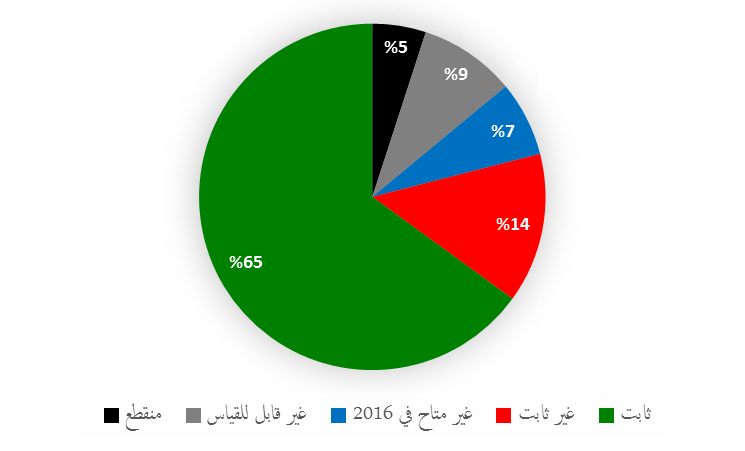 %5
%9
%7
%14
%65
منقطع
غير قابل للقياس
غير متاح في 2016
غير ثابت
ثابت